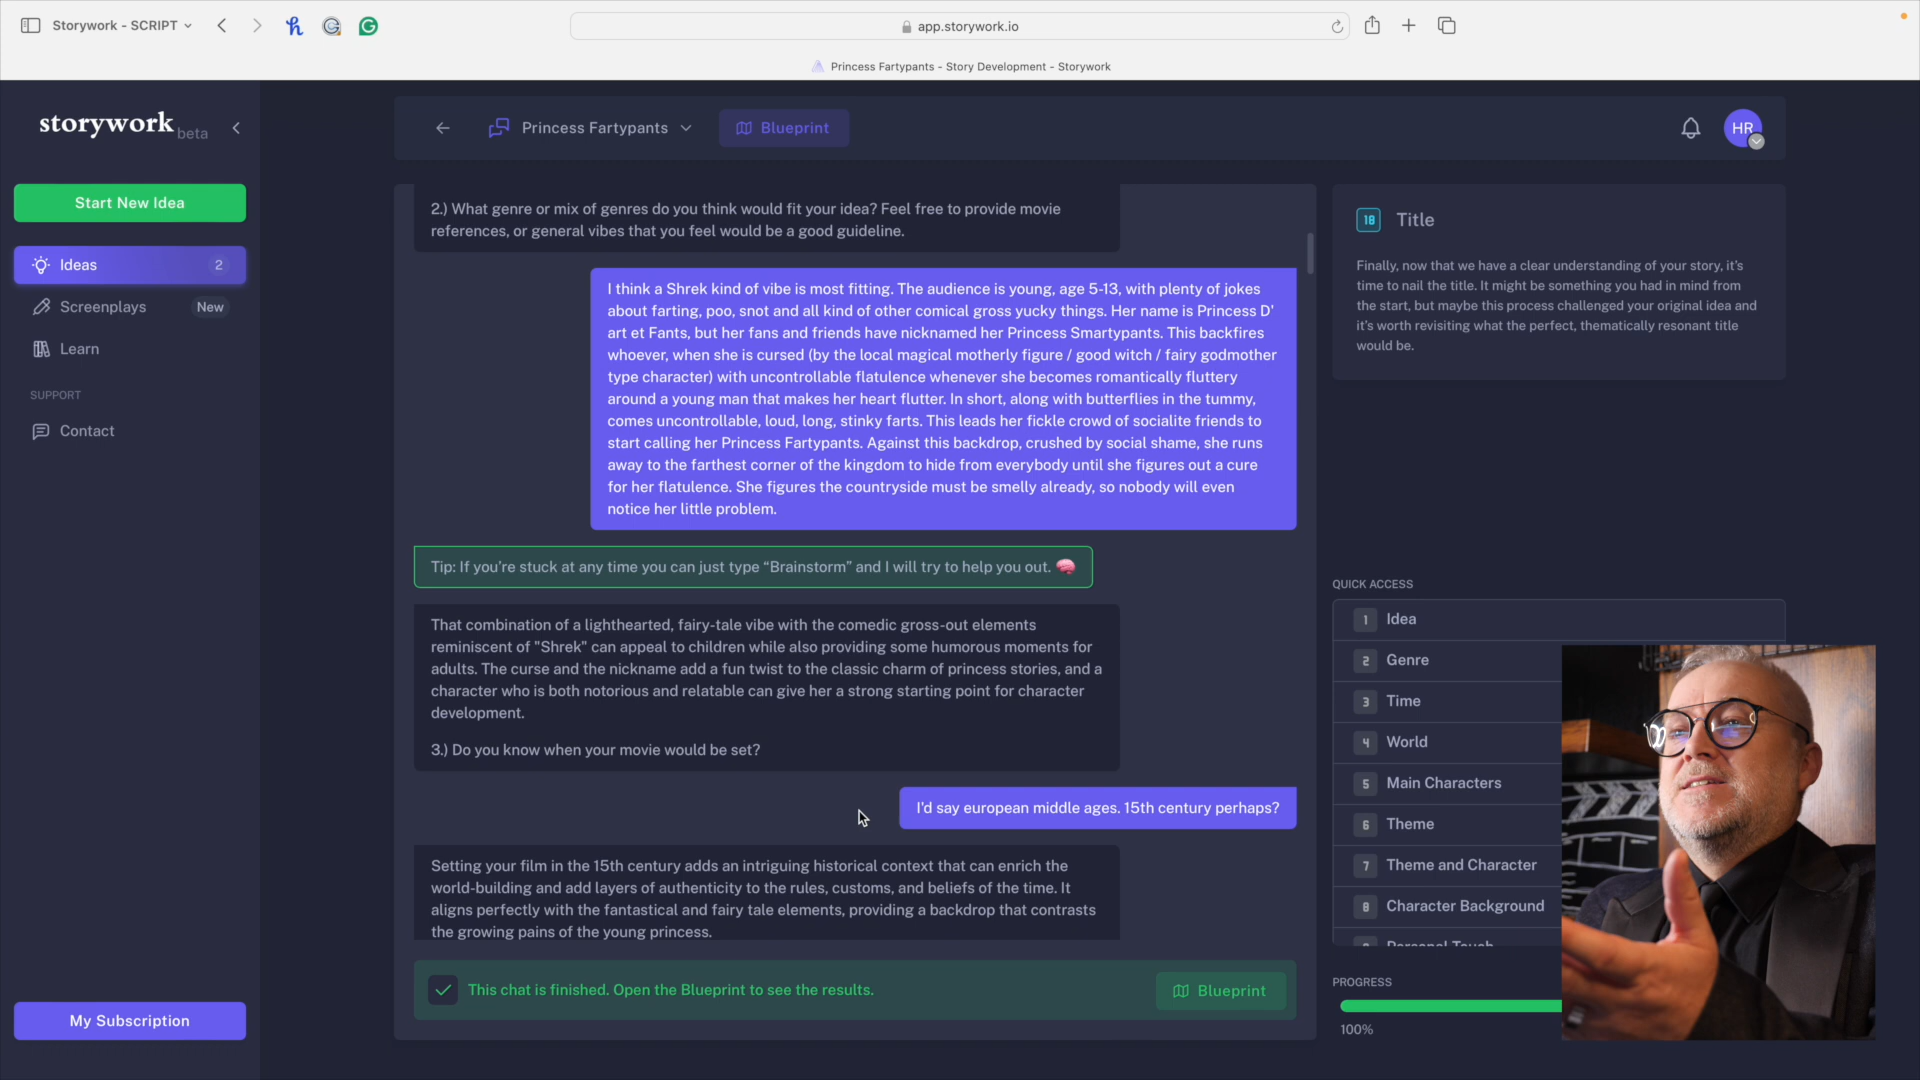 Storywork - SCRIPT
app.storywork.io
Princess Fartypants - Story Development - Storywork
storywork beta
Princess Fartypants
Blueprint
HR
Start New Idea
Ideas 2
Screenplays New
Learn
SUPPORT
Contact
My Subscription
2.) What genre or mix of genres do you think would fit your idea? Feel free to provide movie
references, or general vibes that you feel would be a good guideline.
I think a Shrek kind of vibe is most fitting. The audience is young, age 5-13, with plenty of jokes
about farting, poo, snot and all kind of other comical gross yucky things. Her name is Princess D'
art et Fants, but her fans and friends have nicknamed her Princess Smartypants. This backfires
whoever, when she is cursed (by the local magical motherly figure / good witch / fairy godmother
type character) with uncontrollable flatulence whenever she becomes romantically fluttery
around a young man that makes her heart flutter. In short, along with butterflies in the tummy,
comes uncontrollable, loud, long, stinky farts. This leads her fickle crowd of socialite friends to
start calling her Princess Fartypants. Against this backdrop, crushed by social shame, she runs
away to the farthest corner of the kingdom to hide from everybody until she figures out a cure
for her flatulence. She figures the countryside must be smelly already, so nobody will even
notice her little problem.
Tip: If you're stuck at any time you can just type “Brainstorm” and I will try to help you out. 🧠
That combination of a lighthearted, fairy-tale vibe with the comedic gross-out elements
reminiscent of "Shrek" can appeal to children while also providing some humorous moments for
adults. The curse and the nickname add a fun twist to the classic charm of princess stories, and a
character who is both notorious and relatable can give her a strong starting point for character
development.
3.) Do you know when your movie would be set?
I'd say european middle ages. 15th century perhaps?
Setting your film in the 15th century adds an intriguing historical context that can enrich the
world-building and add layers of authenticity to the rules, customs, and beliefs of the time. It
aligns perfectly with the fantastical and fairy tale elements, providing a backdrop that contrasts
the growing pains of the young princess.
This chat is finished. Open the Blueprint to see the results.
Blueprint
18 Title
Finally, now that we have a clear understanding of your story, it's
time to nail the title. It might be something you had in mind from
the start, but maybe this process challenged your original idea and
it's worth revisiting what the perfect, thematically resonant title
would be.
QUICK ACCESS
1 Idea
2 Genre
3 Time
4 World
5 Main Characters
6 Theme
7 Theme and Character
8 Character Background
Personal Touch
PROGRESS
100%